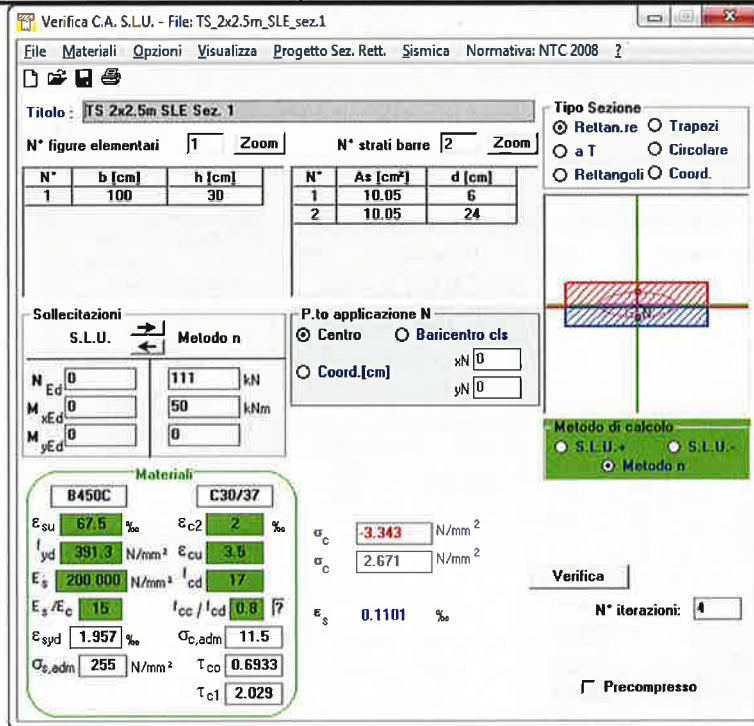 Verifica C.A. S.L.U. - File: TS_2x2.5m_SLE_sez.1
File Materiali Opzioni Visualizza Progetto Sez. Rett. Sismica Normativa: NTC 2008 ?
Titolo : TS 2x2.5m SLE Sez. 1
N° figure elementari 1 Zoom
N° strati barre 2 Zoom
N° b [cm] h [cm]
1 100 30
N° As [cm²] d [cm]
1 10.05 6
2 10.05 24
Tipo Sezione
Rettan.re Trapezi
a T Circolare
Rettangoli Coord.
N
Sollecitazioni
S.L.U. Metodo n
N Ed 0 111 kN
M xEd 0 50 kNm
M yEd 0 0
P.to applicazione N
Centro Baricentro cls
Coord.[cm] xN 0
yN 0
Metodo di calcolo
S.L.U.+ S.L.U.-
Metodo n
Materiali
B450C C30/37
εsu 67.5 ‰ εc2 2 ‰
fyd 391.3 N/mm² εcu 3.5
Es 200 000 N/mm² fcd 17
Es/Ec 15 fcc / fcd 0.8 ?
εsyd 1.957 ‰ σc,adm 11.5
σs,adm 255 N/mm² τco 0.6933
τc1 2.029
σc -3.343 N/mm²
σc 2.671 N/mm²
εs 0.1101 ‰
Verifica
N° iterazioni: 4
Precompresso